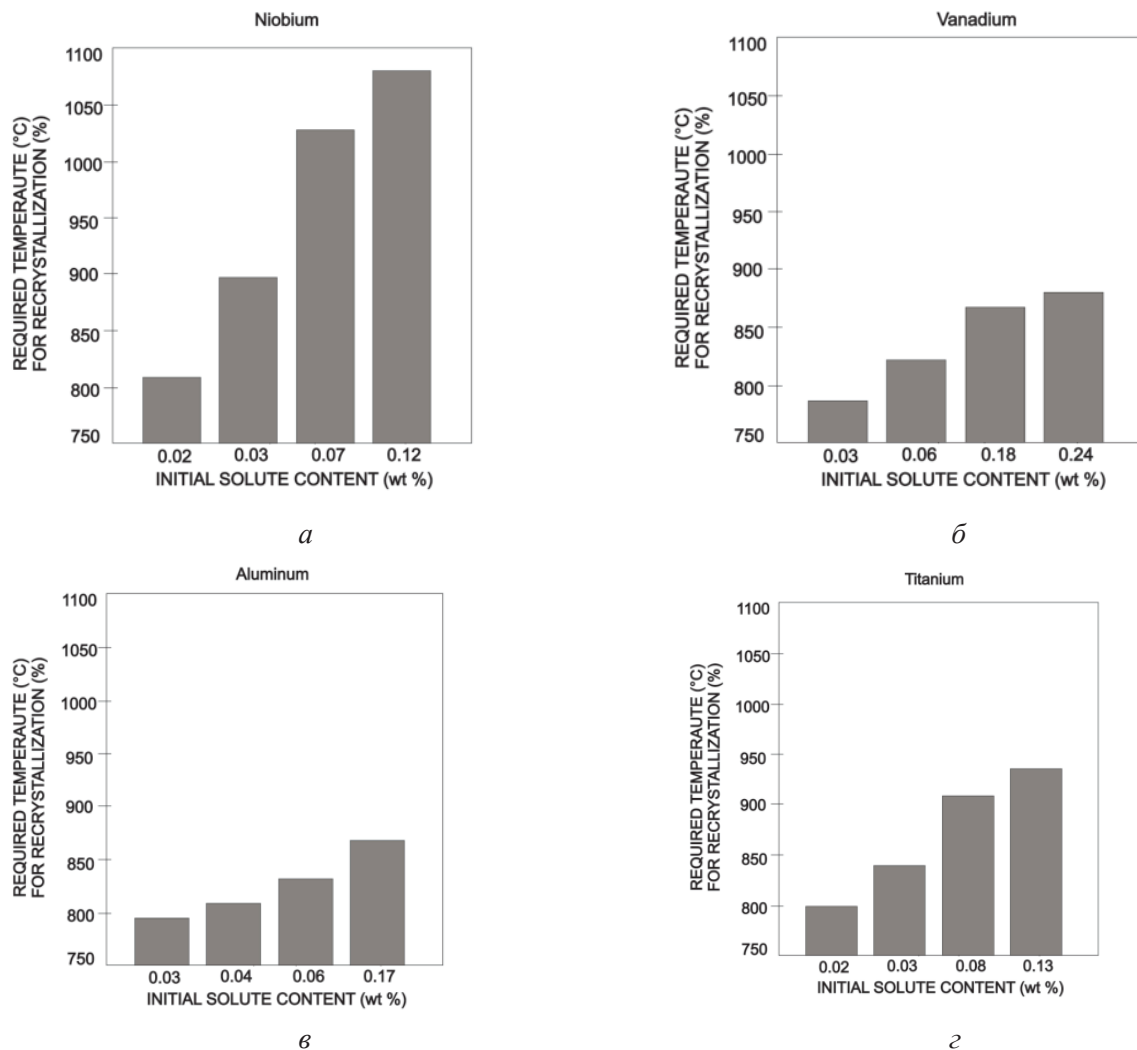 Niobium
REQUIRED TEMPERAUTE (°C)
FOR RECRYSTALLIZATION (%)
1100
1050
1000
950
900
850
800
750
0.02 0.03 0.07 0.12
INITIAL SOLUTE CONTENT (wt %)
а
Vanadium
REQUIRED TEMPERAUTE (°C)
FOR RECRYSTALLIZATION (%)
1100
1050
1000
950
900
850
800
750
0.03 0.06 0.18 0.24
INITIAL SOLUTE CONTENT (wt %)
б
Aluminum
REQUIRED TEMPERAUTE (°C)
FOR RECRYSTALLIZATION (%)
1100
1050
1000
950
900
850
800
750
0.03 0.04 0.06 0.17
INITIAL SOLUTE CONTENT (wt %)
в
Titanium
REQUIRED TEMPERAUTE (°C)
FOR RECRYSTALLIZATION (%)
1100
1050
1000
950
900
850
800
750
0.02 0.03 0.08 0.13
INITIAL SOLUTE CONTENT (wt %)
г